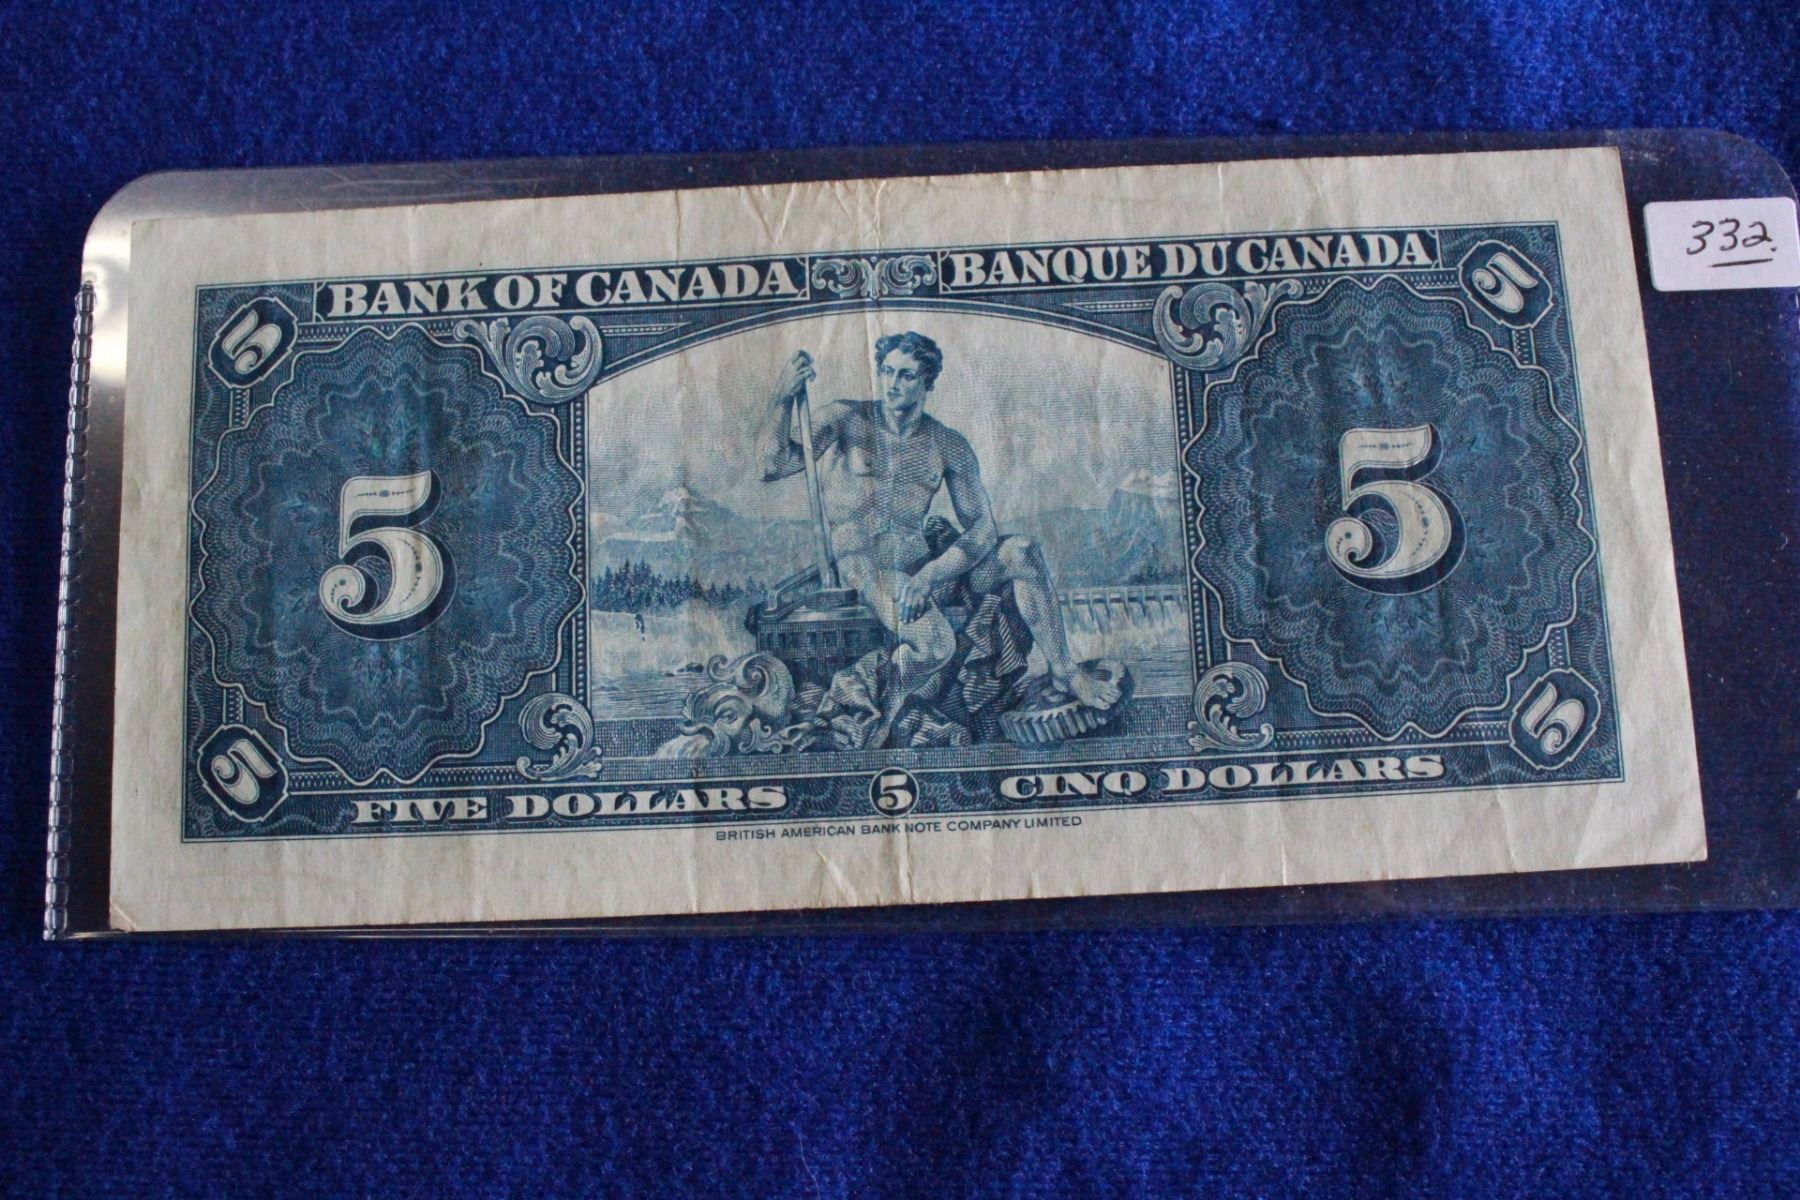 332.
5 BANK OF CANADA BANQUE DU CANADA 5
5 5
5 FIVE DOLLARS 5 CINQ DOLLARS 5
BRITISH AMERICAN BANK NOTE COMPANY LIMITED